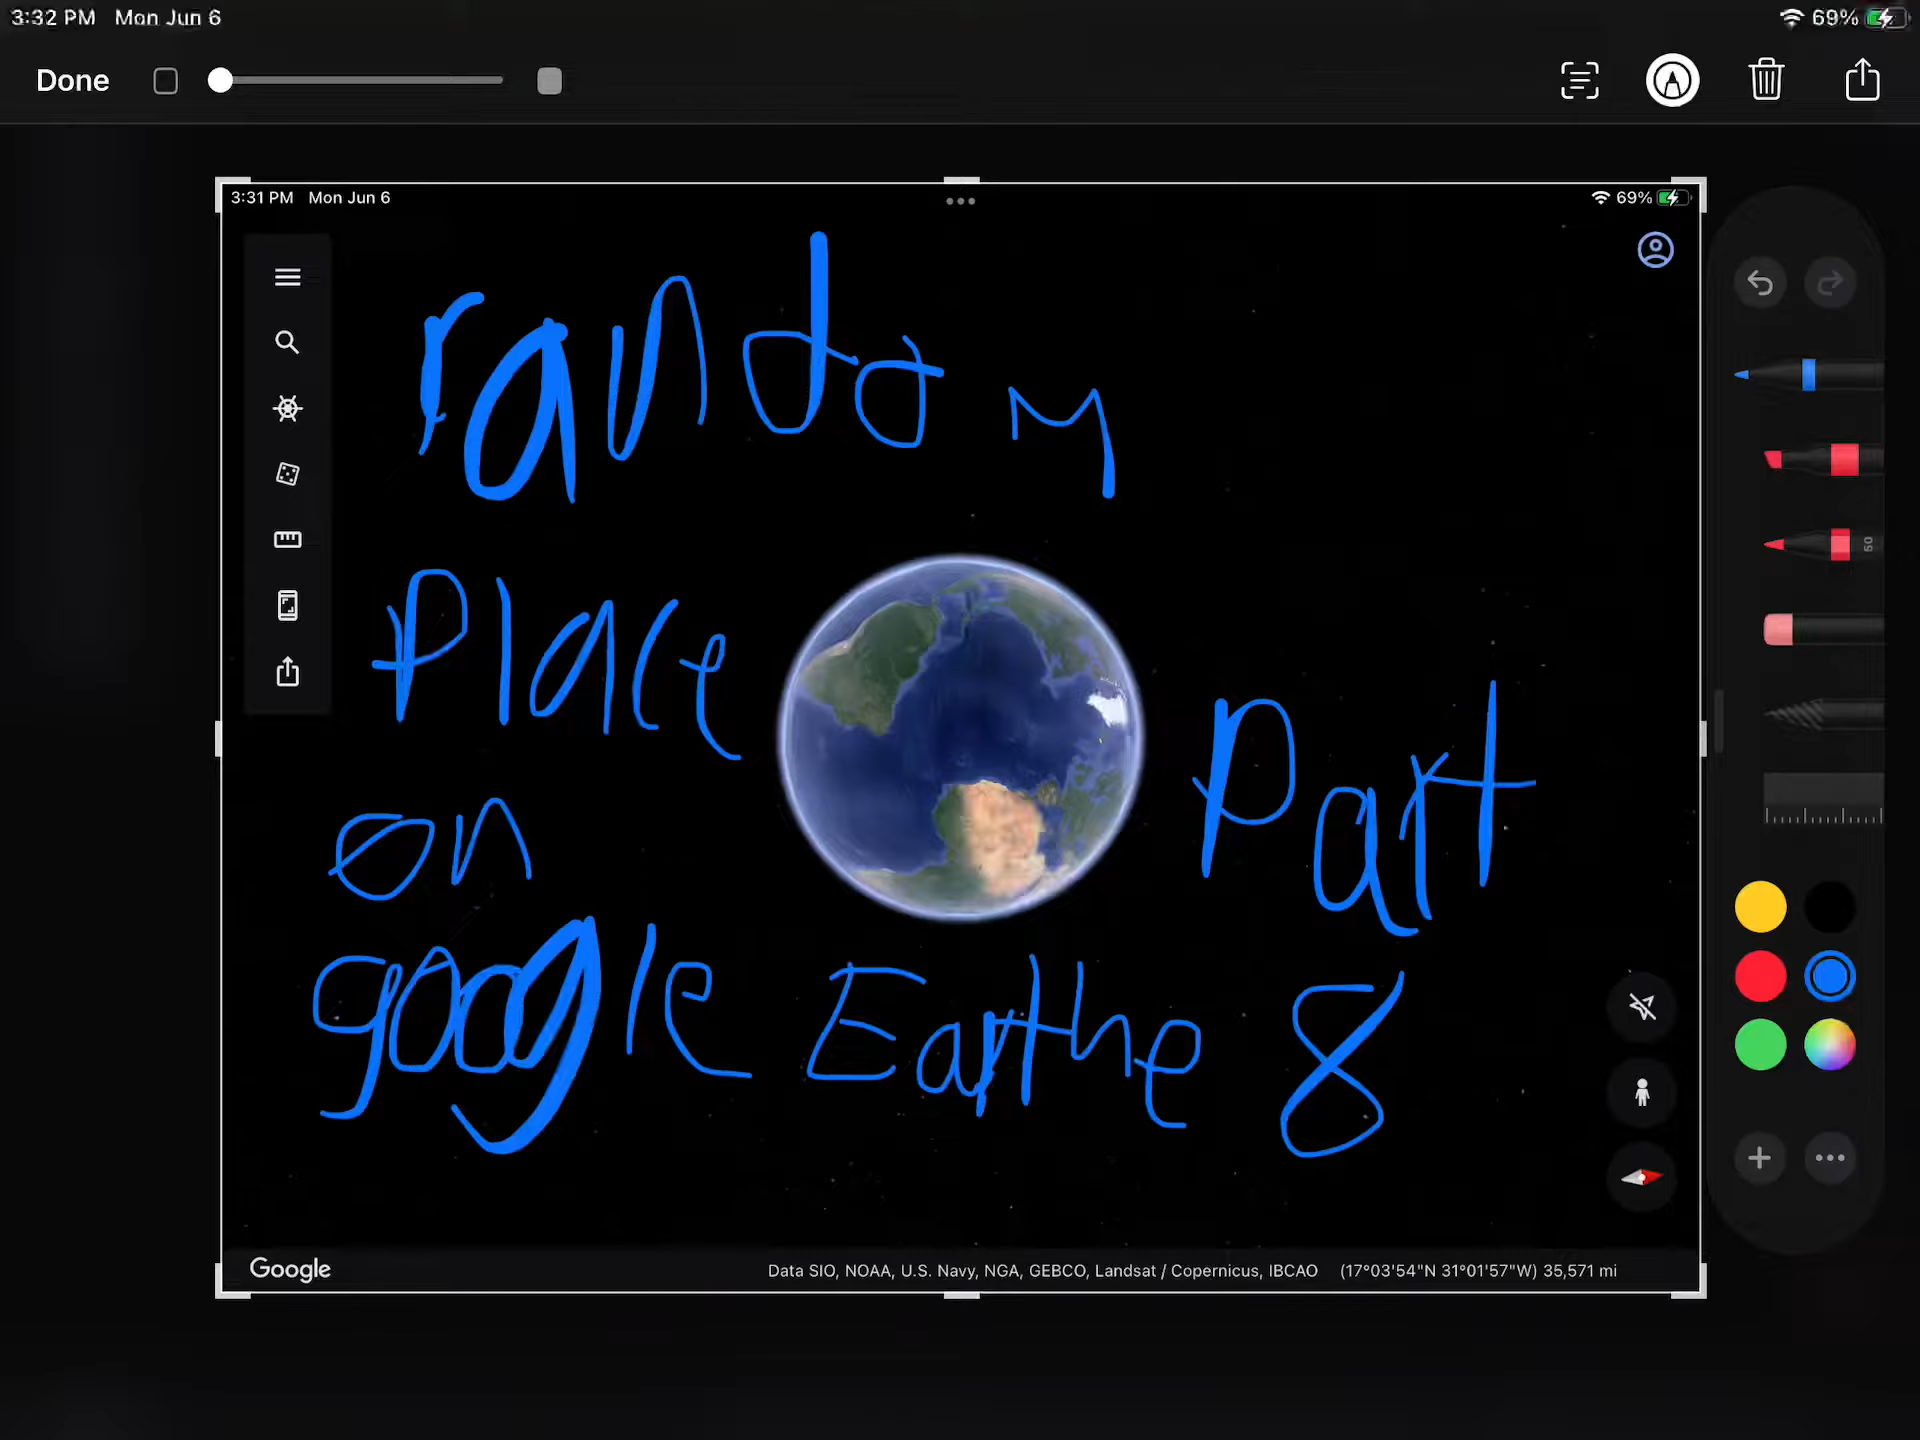 3:32 PM Mon Jun 6 69%
Done
3:31 PM Mon Jun 6 69%
random
Place
on Part
google Earthe 8
50
Google Data SIO, NOAA, U.S. Navy, NGA, GEBCO, Landsat / Copernicus, IBCAO (17°03'54"N 31°01'57"W) 35,571 mi